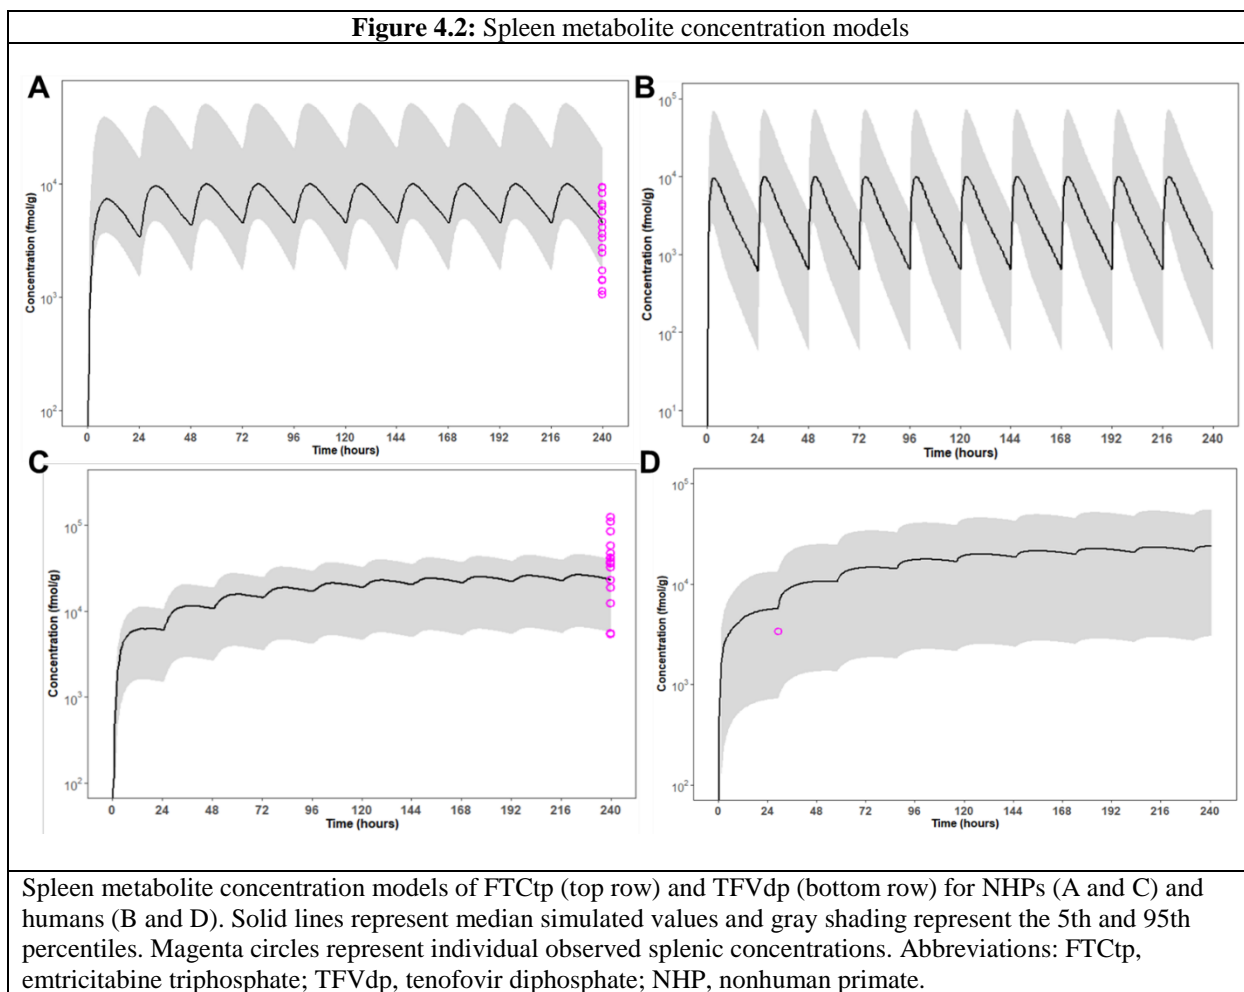 Figure 4.2: Spleen metabolite concentration models
A
B
Concentration (fmol/g)
10^4
10^3
10^2
0 24 48 72 96 120 144 168 192 216 240
Time (hours)
Concentration (fmol/g)
10^5
10^4
10^3
10^2
10^1
0 24 48 72 96 120 144 168 192 216 240
Time (hours)
C
D
Concentration (fmol/g)
10^5
10^4
10^3
10^2
0 24 48 72 96 120 144 168 192 216 240
Time (hours)
Concentration (fmol/g)
10^5
10^4
10^3
10^2
0 24 48 72 96 120 144 168 192 216 240
Time (hours)
Spleen metabolite concentration models of FTCtp (top row) and TFVdp (bottom row) for NHPs (A and C) and
humans (B and D). Solid lines represent median simulated values and gray shading represent the 5th and 95th
percentiles. Magenta circles represent individual observed splenic concentrations. Abbreviations: FTCtp,
emtricitabine triphosphate; TFVdp, tenofovir diphosphate; NHP, nonhuman primate.